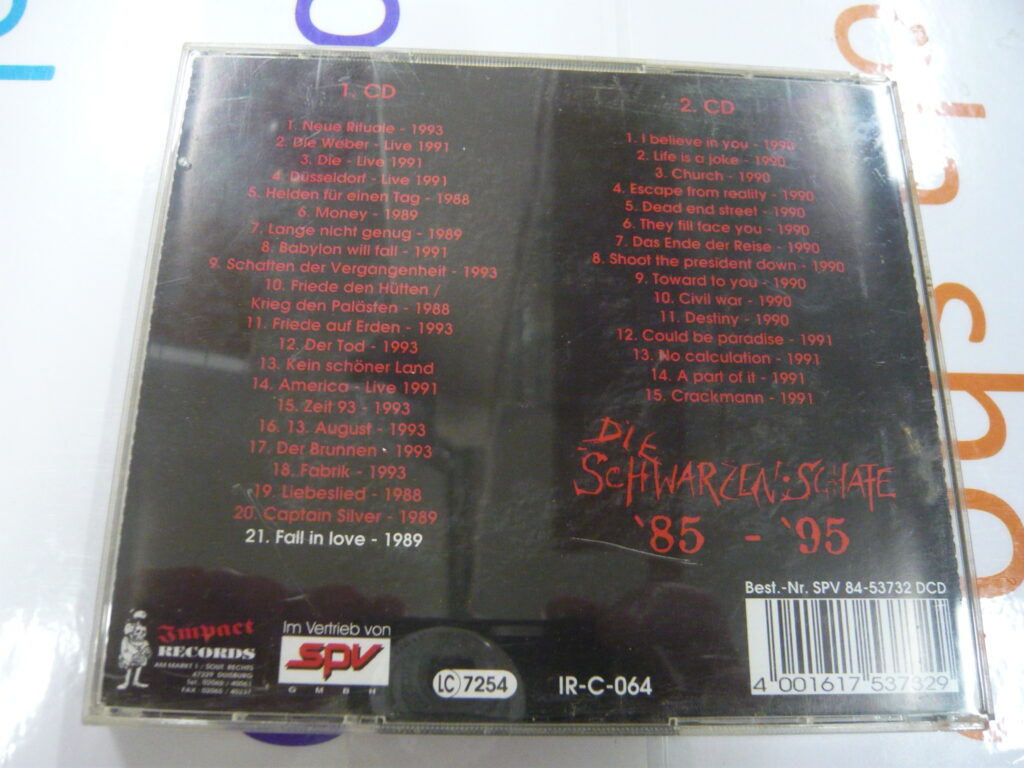 1. CD
1. Neue Rituale - 1993
2. Die Weber - Live 1991
3. Die - Live 1991
4. Düsseldorf - Live 1991
5. Helden für einen Tag - 1988
6. Money - 1989
7. Lange nicht genug - 1989
8. Babylon will fall - 1991
9. Schatten der Vergangenheit - 1993
10. Friede den Hütten /
Krieg den Palästen - 1988
11. Friede auf Erden - 1993
12. Der Tod - 1993
13. Kein schöner Land
14. America - Live 1991
15. Zeit 93 - 1993
16. 13. August - 1993
17. Der Brunnen - 1993
18. Fabrik - 1993
19. Liebeslied - 1988
20. Captain Silver - 1989
21. Fall in love - 1989
2. CD
1. I believe in you - 1990
2. Life is a joke - 1990
3. Church - 1990
4. Escape from reality - 1990
5. Dead end street - 1990
6. They fill face you - 1990
7. Das Ende der Reise - 1990
8. Shoot the president down - 1990
9. Toward to you - 1990
10. Civil war - 1990
11. Destiny - 1990
12. Could be paradise - 1991
13. No calculation - 1991
14. A part of it - 1991
15. Crackmann - 1991
DIE
SCHWARZEN SCHAFE
'85 - '95
Best.-Nr. SPV 84-53732 DCD
4 001617 537329
Impact
RECORDS
AM MARKT 1 / 
47229 DUISBURG
Im Vertrieb von
SPV
GMBH
LC 7254
IR-C-064